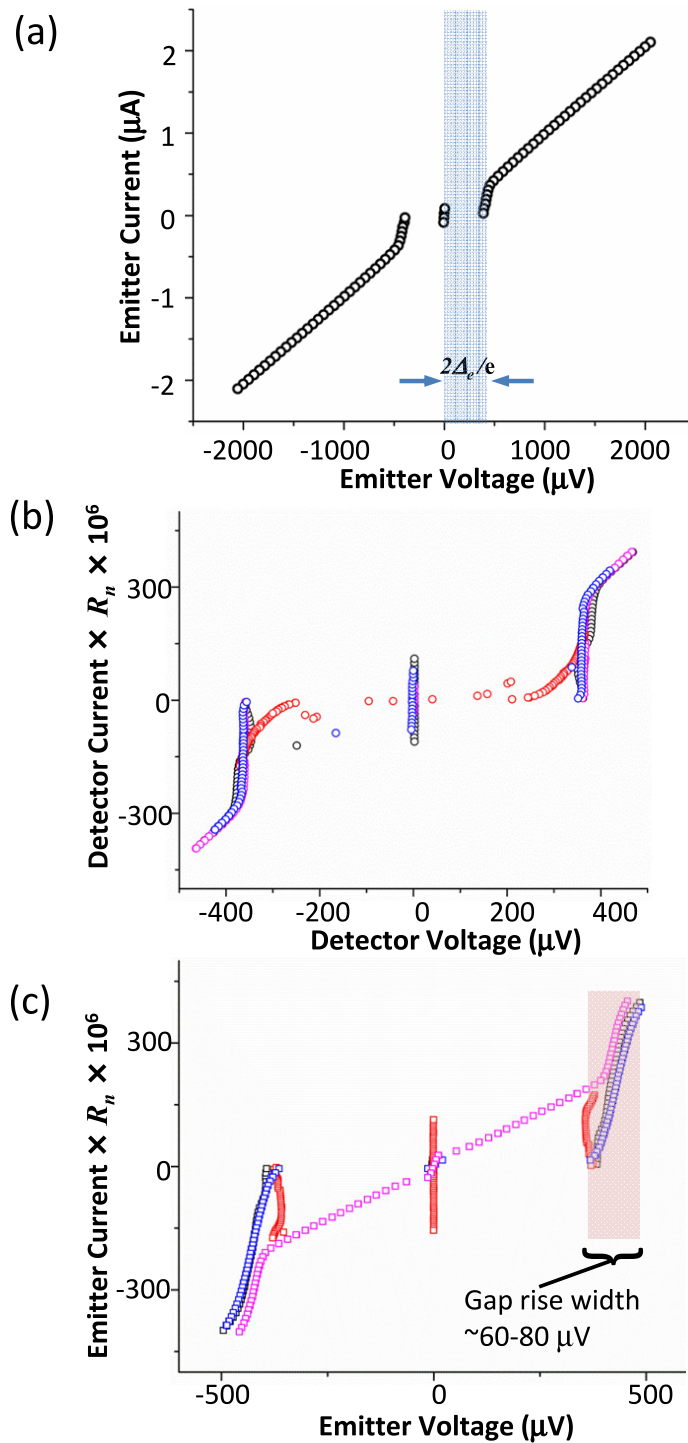 (a)
Emitter Current (μA)
2
1
0
-1
-2
2Δe/e
-2000 -1000 0 1000 2000
Emitter Voltage (μV)
(b)
Detector Current × Rn × 10⁶
300
0
-300
-400 -200 0 200 400
Detector Voltage (μV)
(c)
Emitter Current × Rn × 10⁶
300
0
-300
Gap rise width
~60-80 μV
-500 0 500
Emitter Voltage (μV)